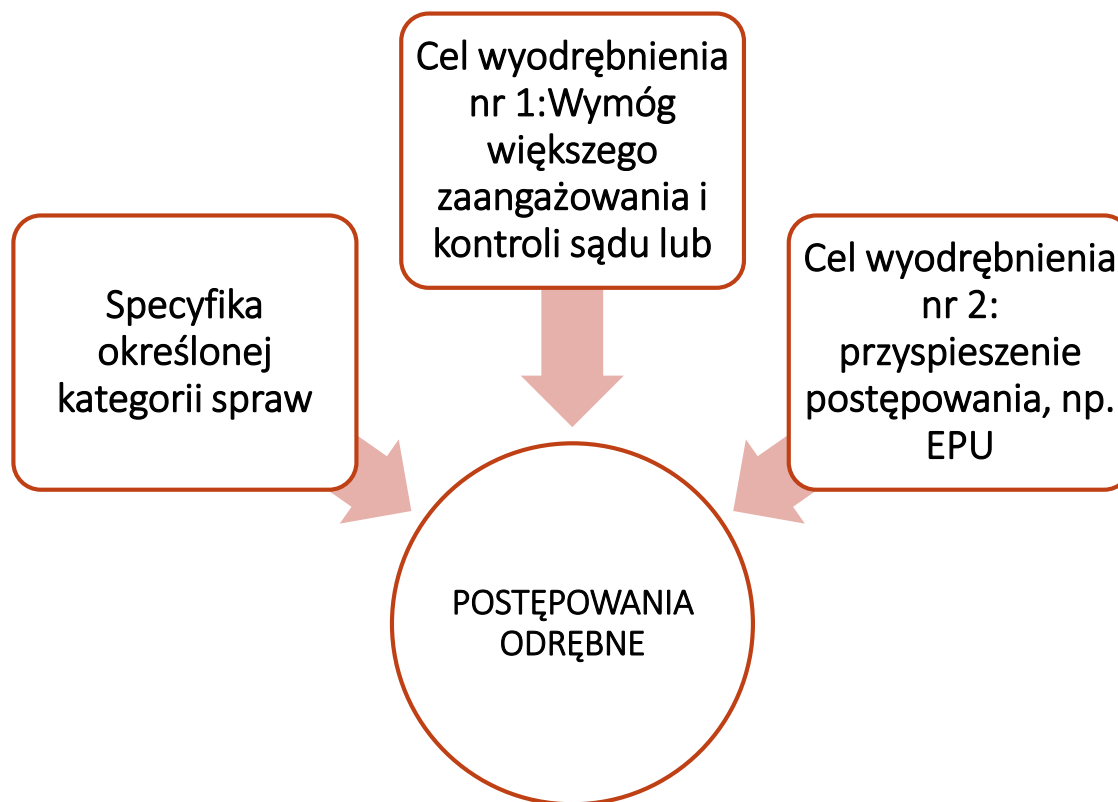 Specyfika
określonej
kategorii spraw
Cel wyodrębnienia
nr 1:Wymóg
większego
zaangażowania i
kontroli sądu lub
Cel wyodrębnienia
nr 2:
przyspieszenie
postępowania, np.
EPU
POSTĘPOWANIA
ODRĘBNE